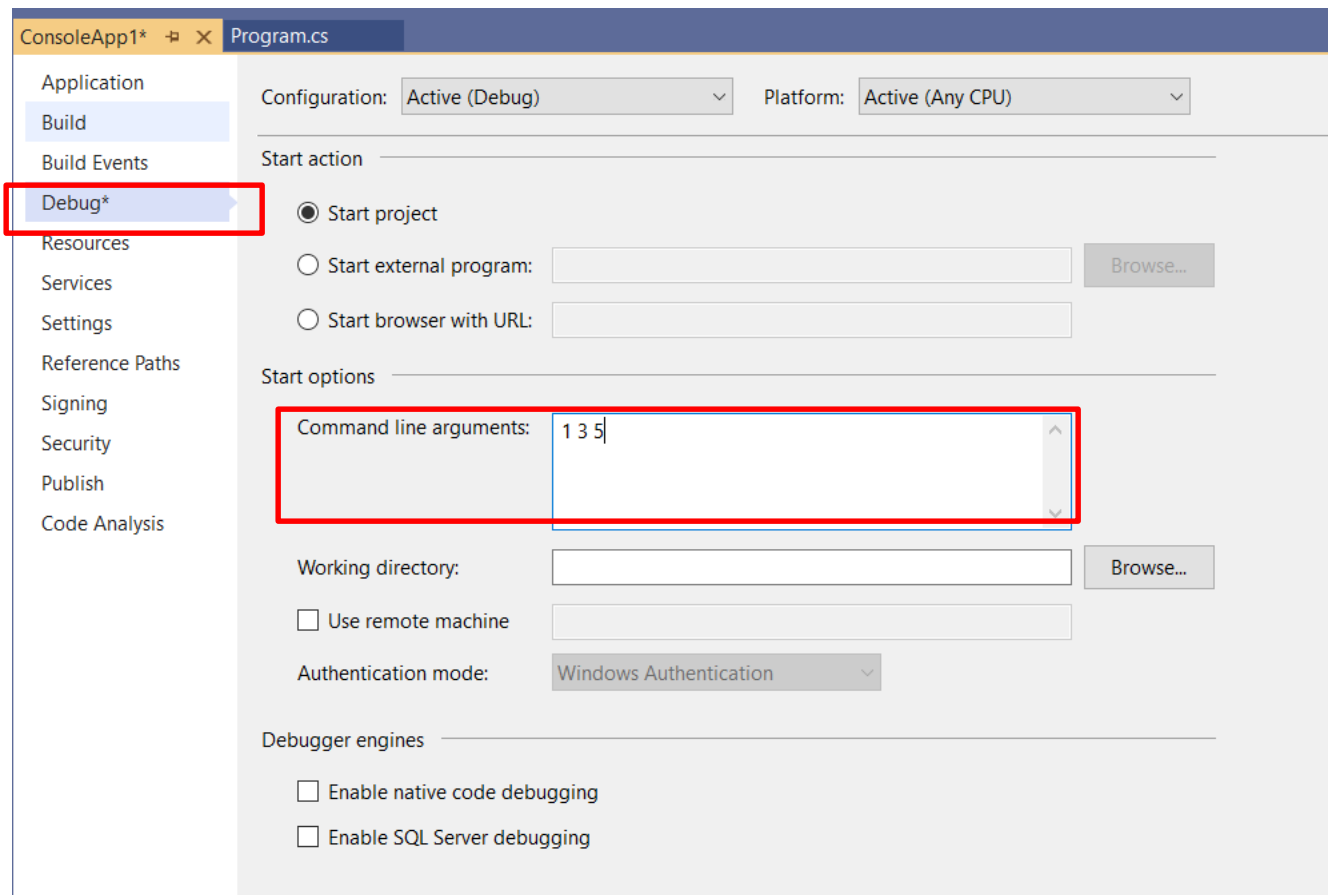 ConsoleApp1* Program.cs
Application
Build
Build Events
Debug*
Resources
Services
Settings
Reference Paths
Signing
Security
Publish
Code Analysis
Configuration: Active (Debug) Platform: Active (Any CPU)
Start action
Start project
Start external program: Browse...
Start browser with URL:
Start options
Command line arguments: 1 3 5
Working directory: Browse...
Use remote machine
Authentication mode: Windows Authentication
Debugger engines
Enable native code debugging
Enable SQL Server debugging